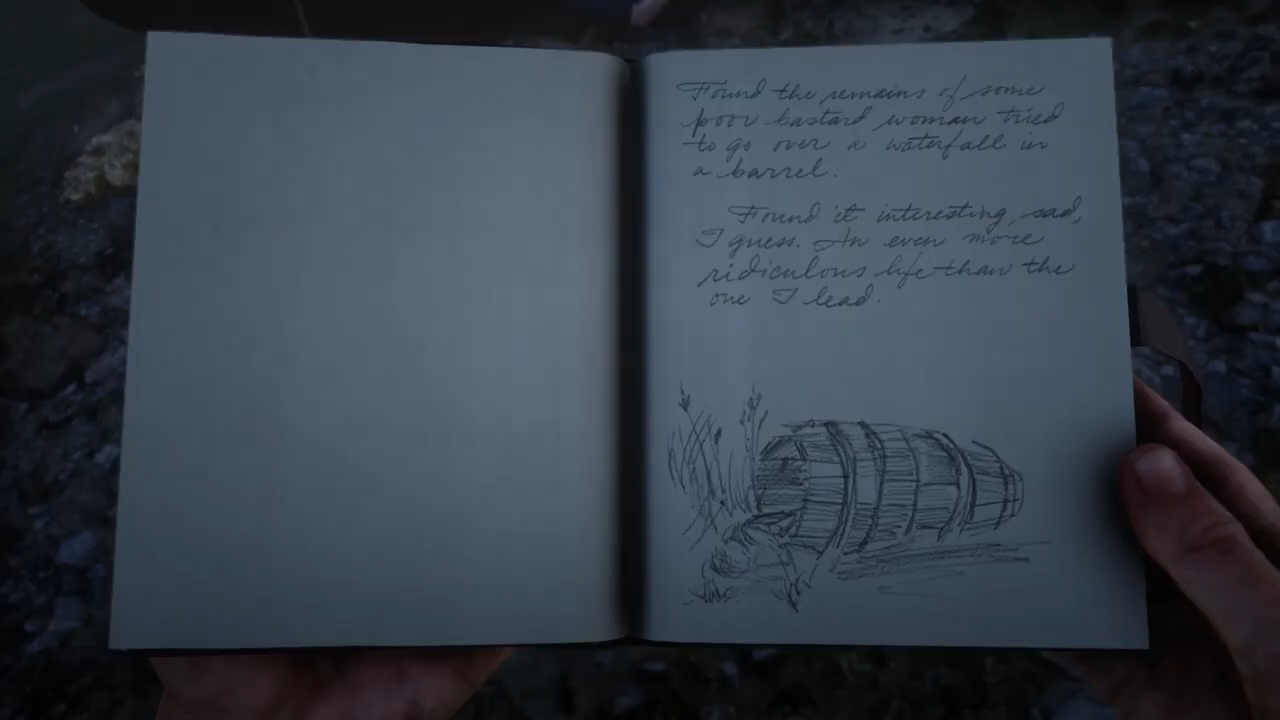 Found the remains of some
poor bastard woman tried
to go over a waterfall in
a barrel.
Found it interesting, sad,
I guess. An even more
ridiculous life than the
one I lead.